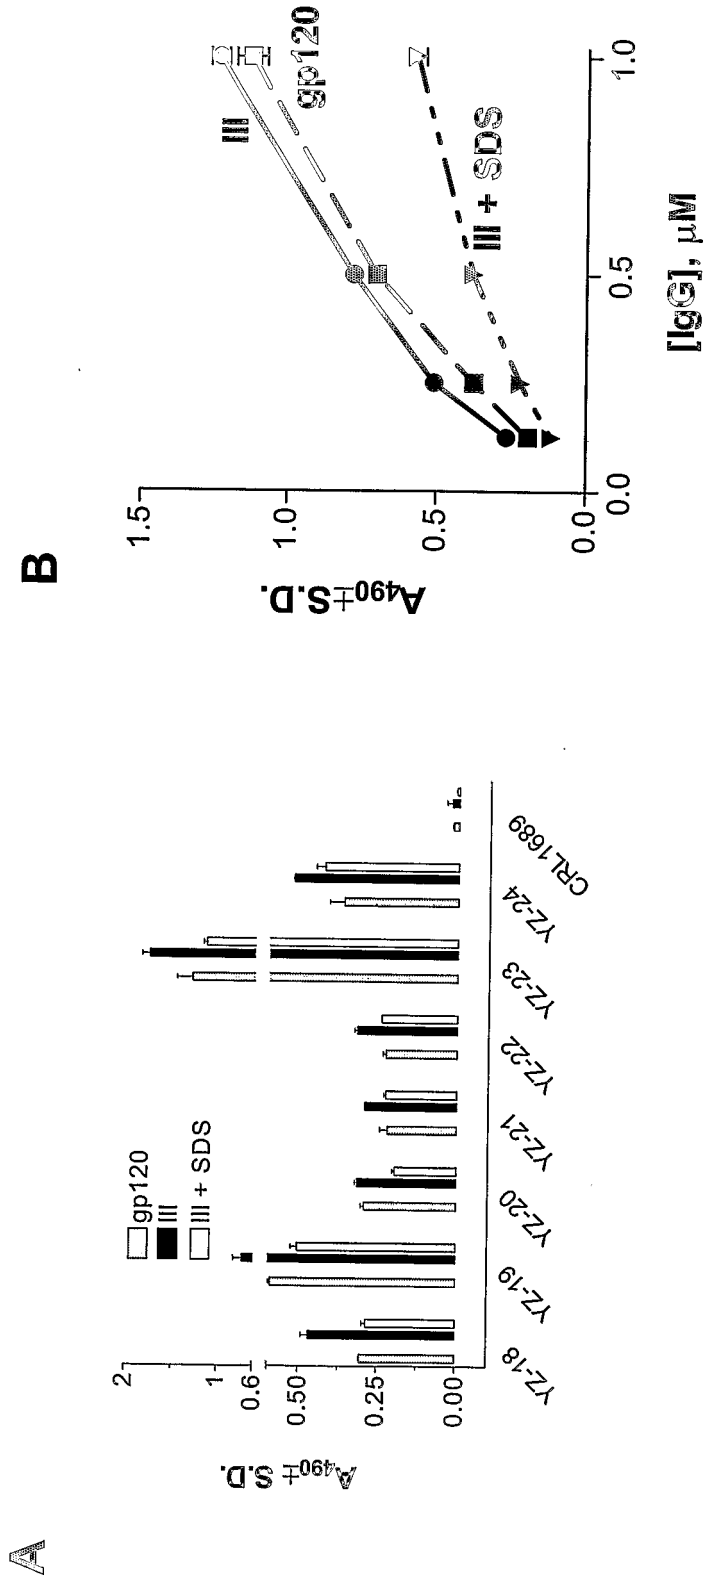 A
A490± S.D.
2
1
0.6
0.50
0.25
0.00
gp120
III
III + SDS
YZ-18
YZ-19
YZ-20
YZ-21
YZ-22
YZ-23
YZ-24
CRL1689
B
A490±S.D.
1.5
1.0
0.5
0.0
III
gp120
III + SDS
0.0
0.5
1.0
[IgG], µM